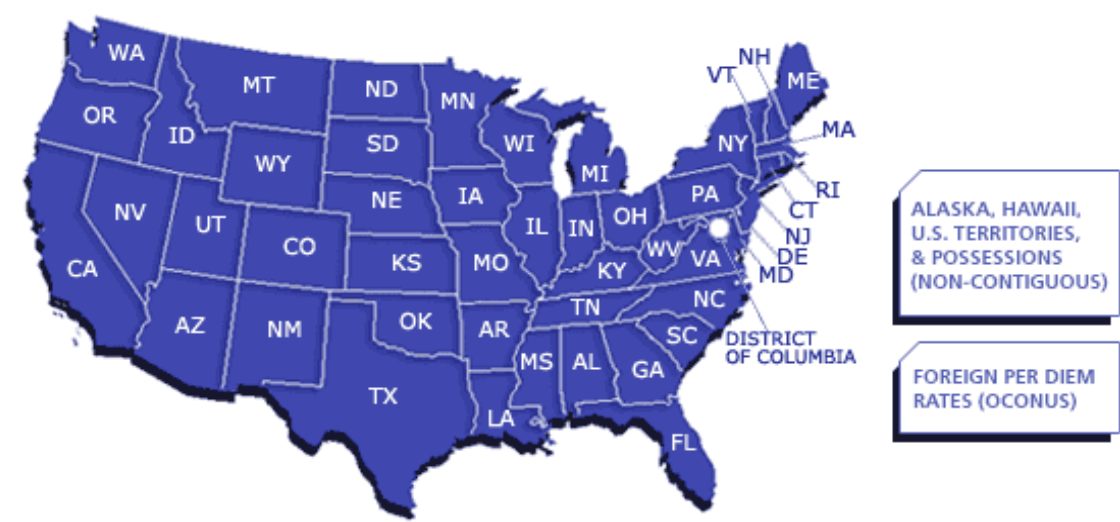 WA
MT
ND
MN
OR
ID
SD
WI
WY
MI
NE
IA
NV
UT
CO
IL
IN
OH
PA
NY
VT
NH
ME
MA
RI
CT
NJ
DE
MD
CA
KS
MO
KY
WV
VA
AZ
NM
OK
AR
TN
NC
SC
DISTRICT
OF COLUMBIA
TX
LA
MS
AL
GA
FL
ALASKA, HAWAII,
U.S. TERRITORIES,
& POSSESSIONS
(NON-CONTIGUOUS)
FOREIGN PER DIEM
RATES (OCONUS)